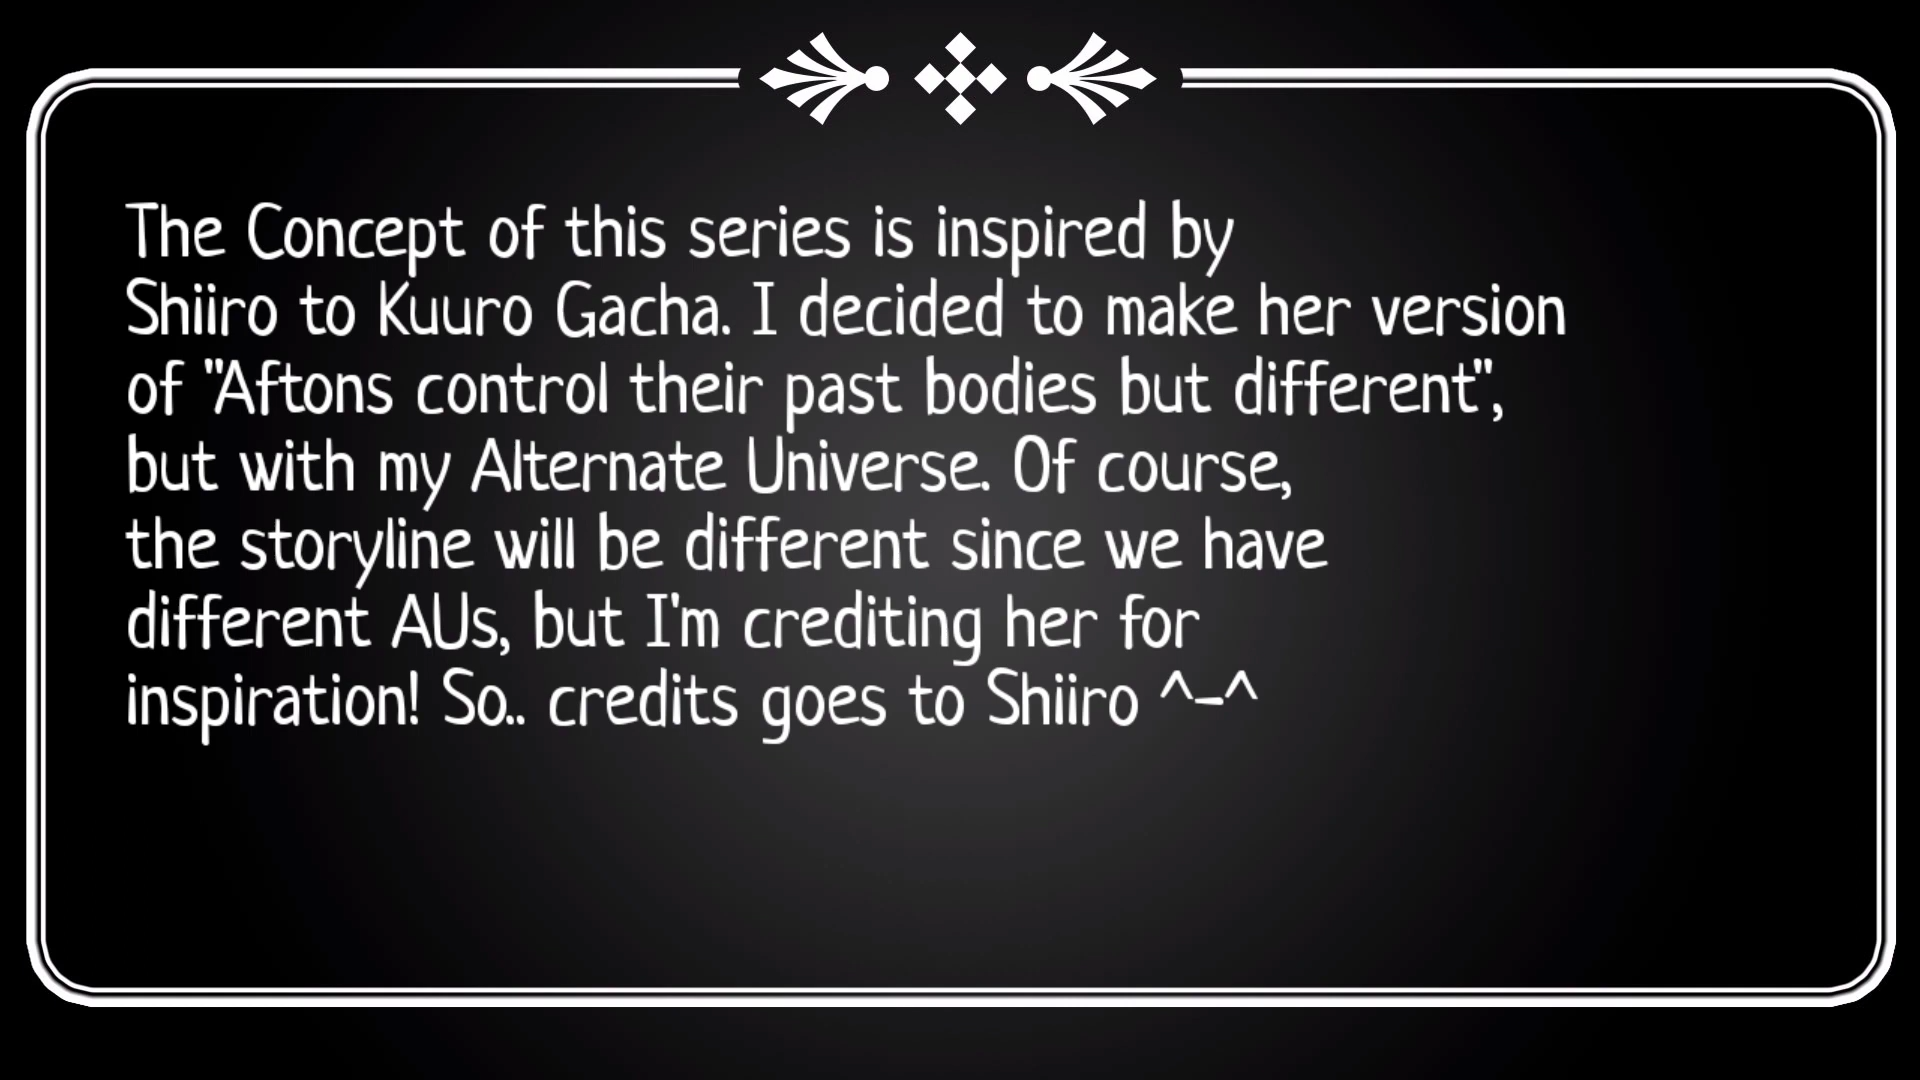 The Concept of this series is inspired by
Shiiro to Kuuro Gacha. I decided to make her version
of "Aftons control their past bodies but different",
but with my Alternate Universe. Of course,
the storyline will be different since we have
different AUs, but I'm crediting her for
inspiration! So.. credits goes to Shiiro ^-^